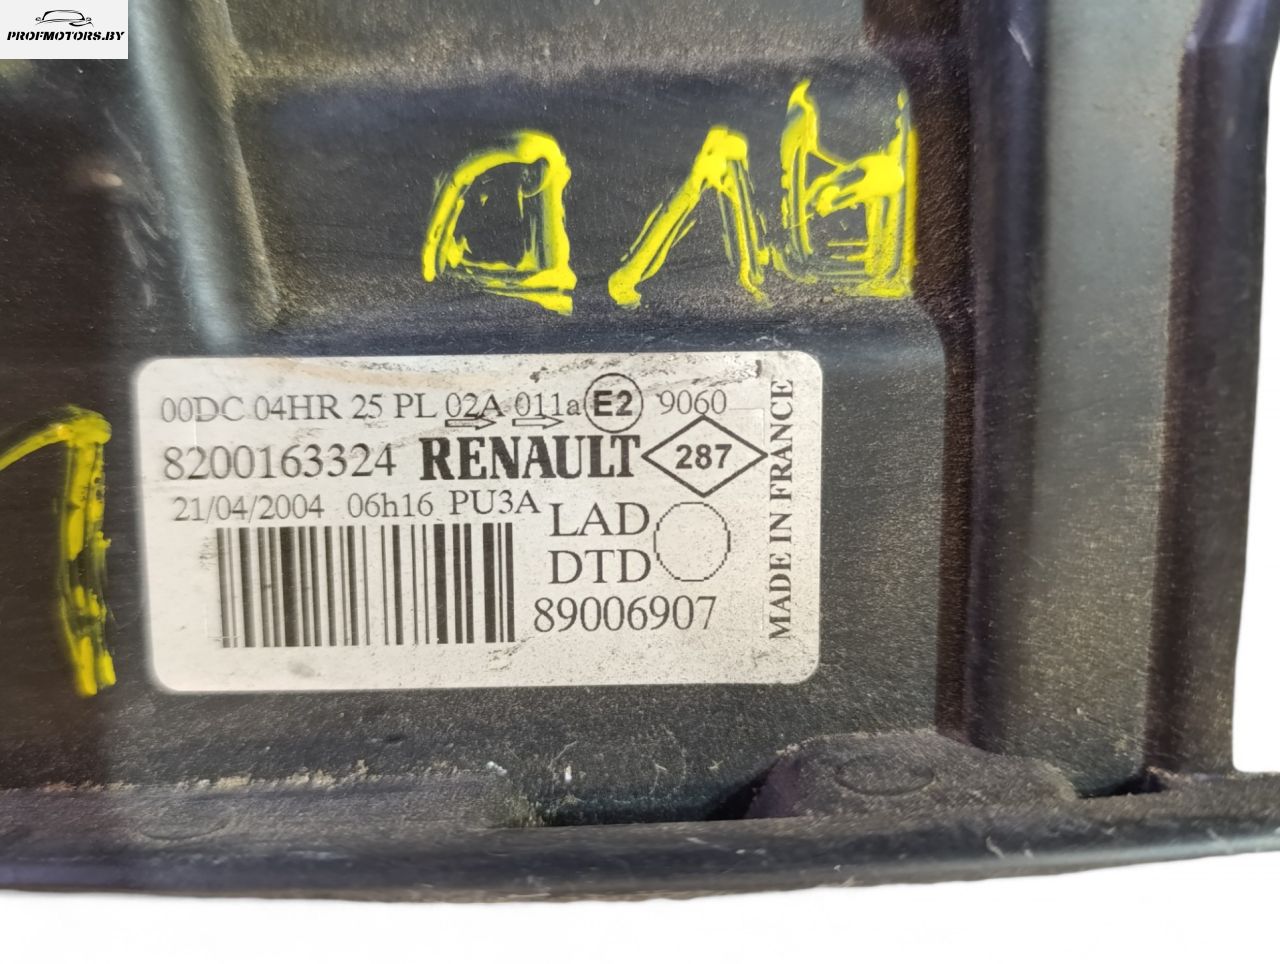 PROFMOTORS.BY
00DC 04HR 25 PL 02A 011a E2 9060
8200163324 RENAULT 287
21/04/2004 06h16 PU3A
LAD
DTD
89006907
MADE IN FRANCE